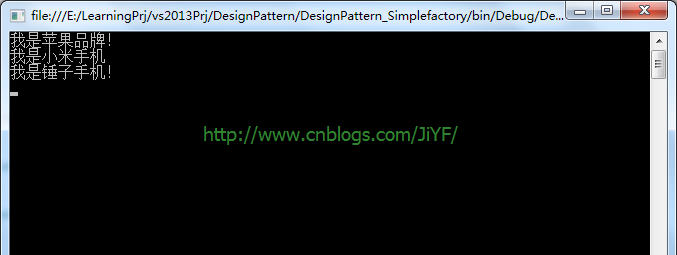 file:///E:/LearningPrj/vs2013Prj/DesignPattern/DesignPattern_Simplefactory/bin/Debug/De...
我是苹果品牌!
我是小米手机
我是锤子手机!
http://www.cnblogs.com/JiYF/